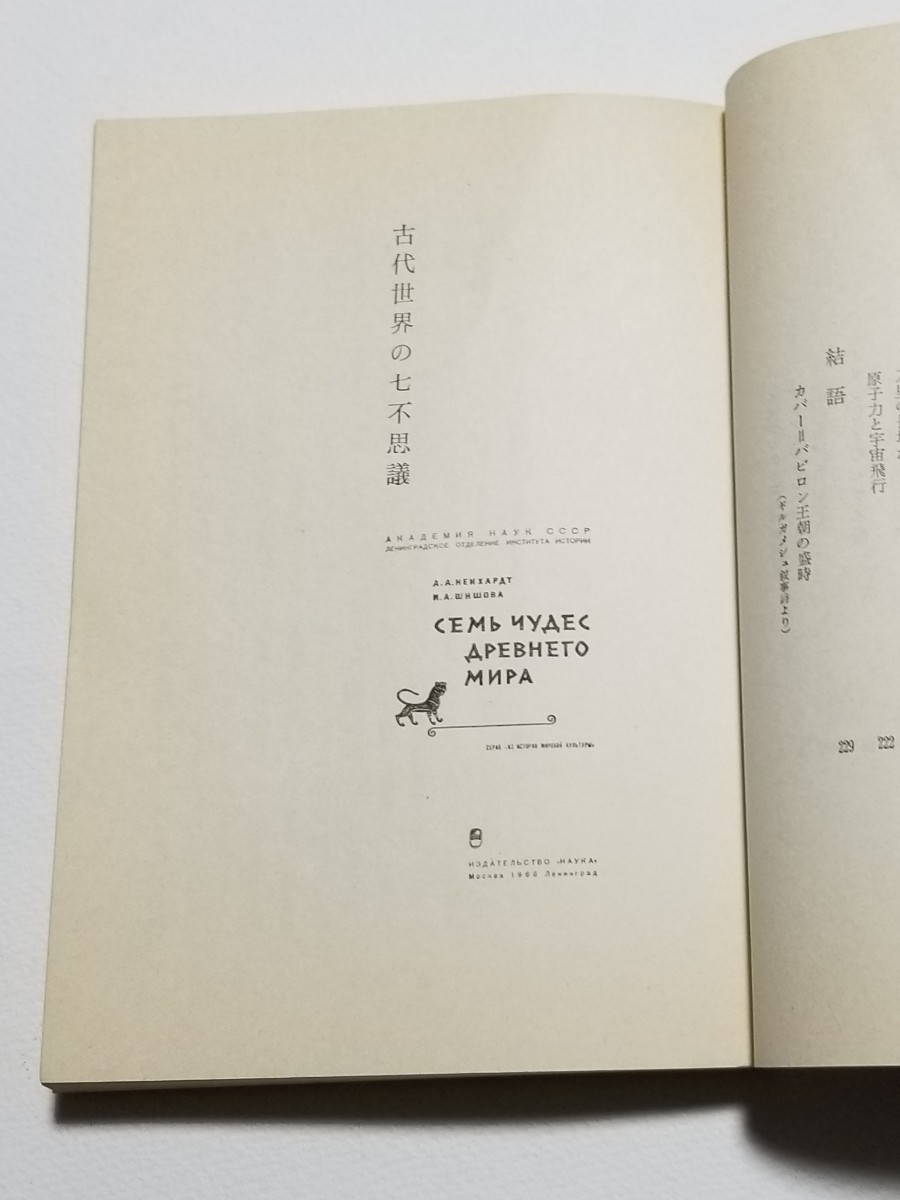 結語
原子力と宇宙飛行
222
229
カバー＝バビロン王朝の盛時
（ギルガメシュ叙事詩より）
古代世界の七不思議
АКАДЕМИЯ НАУК СССР
ЛЕНИНГРАДСКОЕ ОТДЕЛЕНИЕ ИНСТИТУТА ИСТОРИИ
А.А.НЕЙХАРДТ
И.А.ШИШОВА
СЕМЬ ЧУДЕС
ДРЕВНЕГО
МИРА
СЕРИЯ «ИЗ ИСТОРИИ МИРОВОЙ КУЛЬТУРЫ»
ИЗДАТЕЛЬСТВО «НАУКА»
Москва 1966 Ленинград